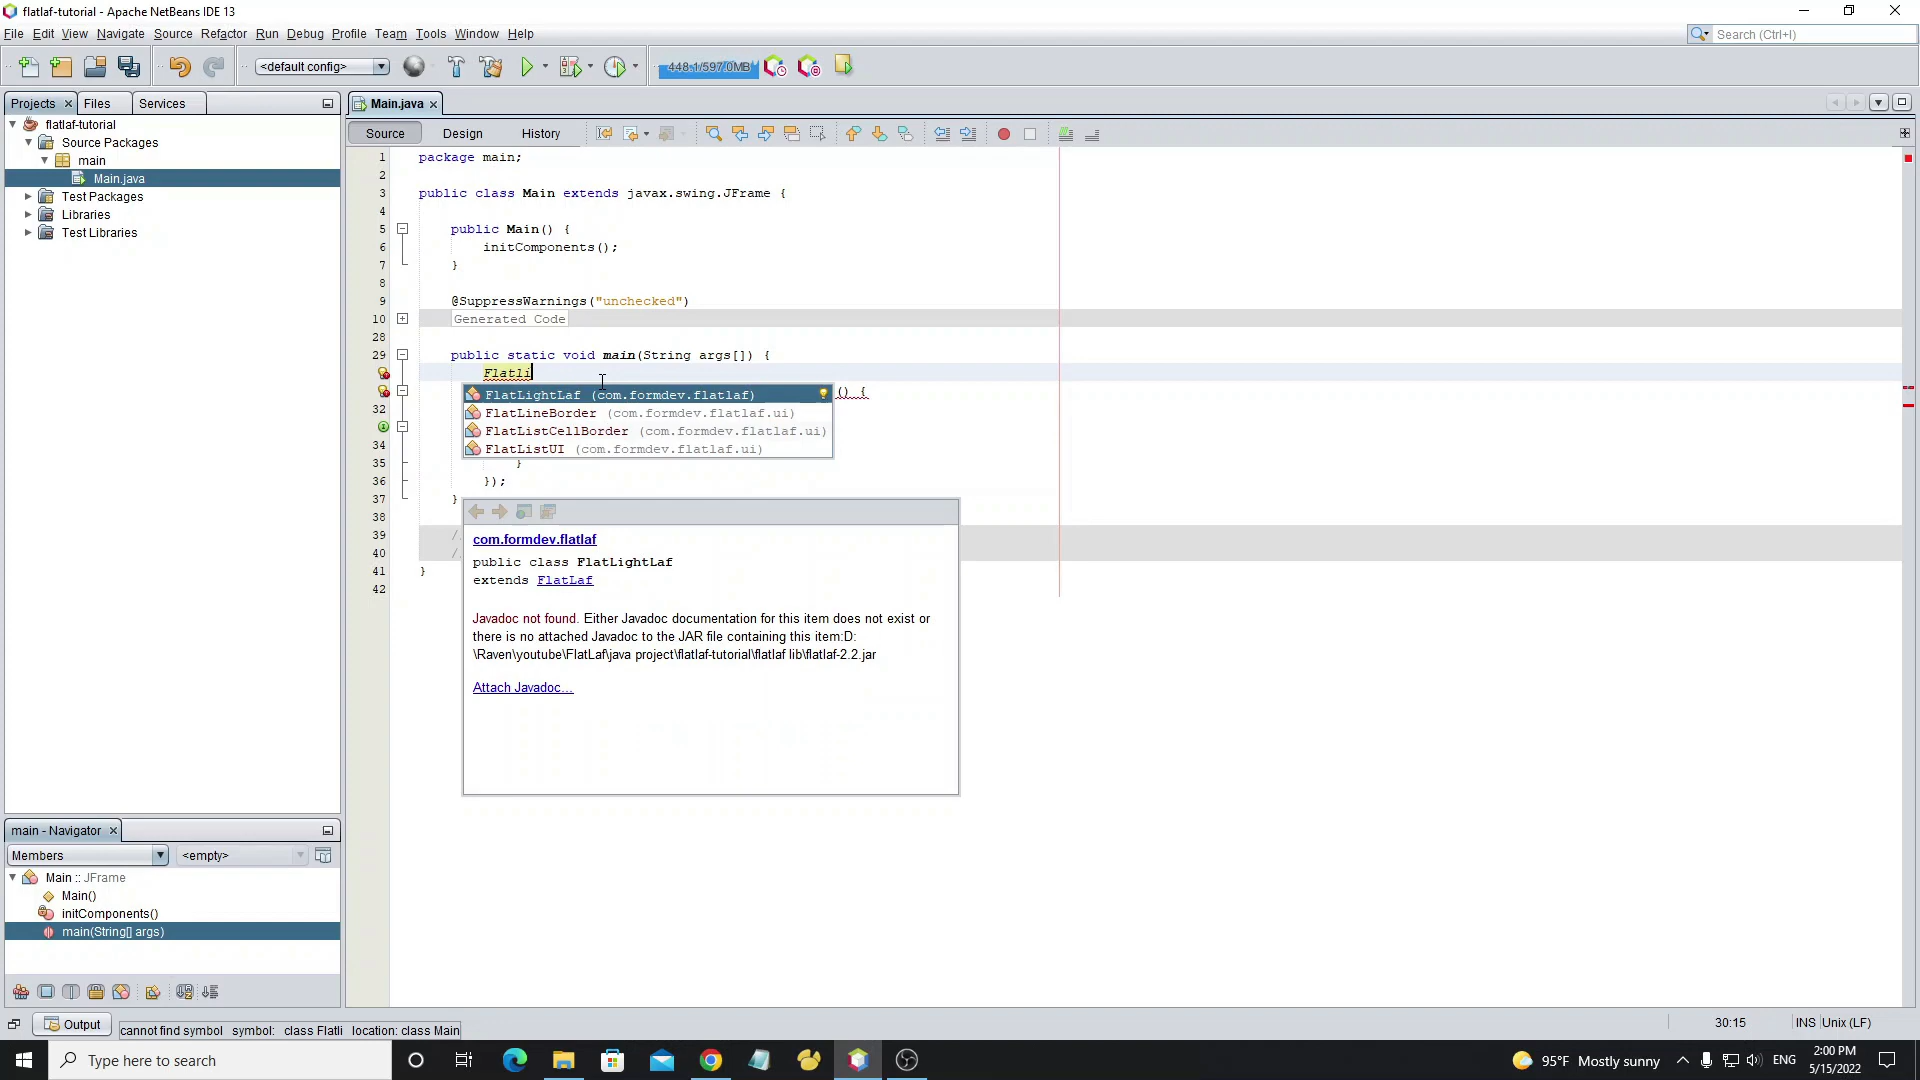 flatlaf-tutorial - Apache NetBeans IDE 13
File Edit View Navigate Source Refactor Run Debug Profile Team Tools Window Help
Search (Ctrl+I)
<default config>
448.1/597.0MB
Projects Files Services
Main.java
flatlaf-tutorial
Source Packages
main
Main.java
Test Packages
Libraries
Test Libraries
Source Design History
1 package main;
2
3 public class Main extends javax.swing.JFrame {
4
5 public Main() {
6 initComponents();
7 }
8
9 @SuppressWarnings("unchecked")
10 Generated Code
28
29 public static void main(String args[]) {
Flatli
() {
32
34
35 }
36 });
37 }
38
39 /
40 /
41 }
42
FlatLightLaf (com.formdev.flatlaf)
FlatLineBorder (com.formdev.flatlaf.ui)
FlatListCellBorder (com.formdev.flatlaf.ui)
FlatListUI (com.formdev.flatlaf.ui)
com.formdev.flatlaf
public class FlatLightLaf
extends FlatLaf
Javadoc not found. Either Javadoc documentation for this item does not exist or
there is no attached Javadoc to the JAR file containing this item:D:
\Raven\youtube\FlatLaf\java project\flatlaf-tutorial\flatlaf lib\flatlaf-2.2.jar
Attach Javadoc...
main - Navigator
Members <empty>
Main :: JFrame
Main()
initComponents()
main(String[] args)
Output
cannot find symbol symbol: class Flatli location: class Main
30:15 INS Unix (LF)
Type here to search
95°F Mostly sunny
ENG
2:00 PM
5/15/2022